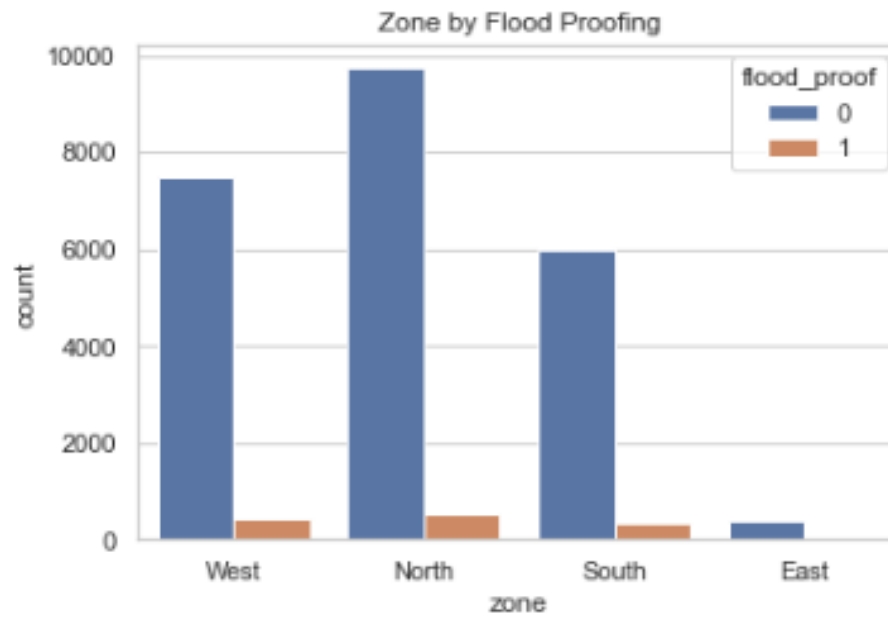 Zone by Flood Proofing
flood_proof
0
1
10000
8000
6000
4000
2000
0
count
West North South East
zone